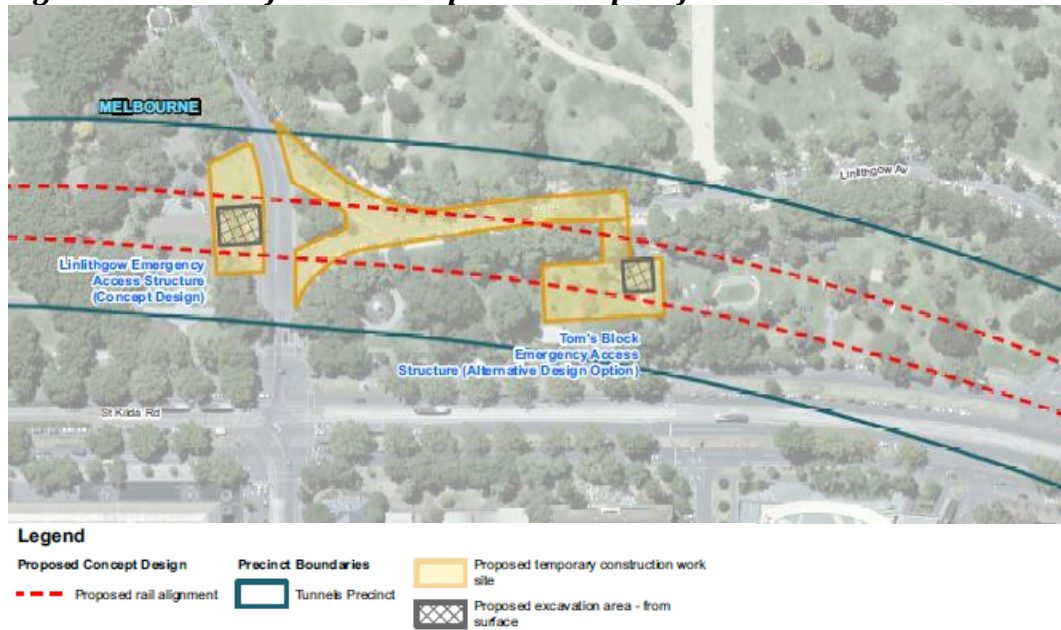 MELBOURNE
Linlithgow Av
Linlithgow Emergency
Access Structure
(Concept Design)
Tom's Block
Emergency Access
Structure (Alternative Design Option)
St Kilda Rd
Legend
Proposed Concept Design
Proposed rail alignment
Precinct Boundaries
Tunnels Precinct
Proposed temporary construction work
site
Proposed excavation area - from
surface